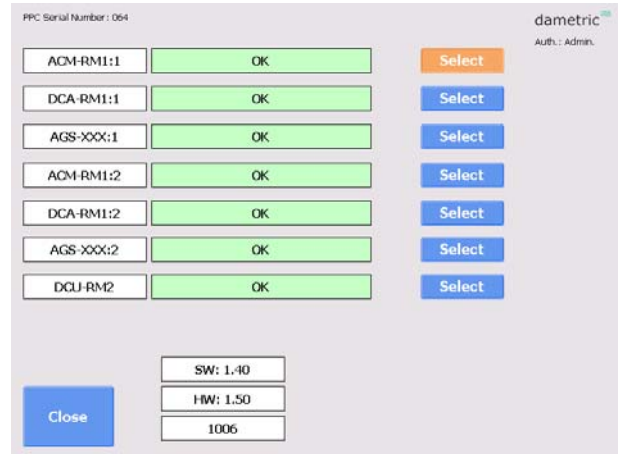 PPC Serial Number: 064
dametric
Auth.: Admin.
ACM-RM1:1 OK Select
DCA-RM1:1 OK Select
AGS-XXX:1 OK Select
ACM-RM1:2 OK Select
DCA-RM1:2 OK Select
AGS-XXX:2 OK Select
DCU-RM2 OK Select
SW: 1.40
HW: 1.50
Close
1006